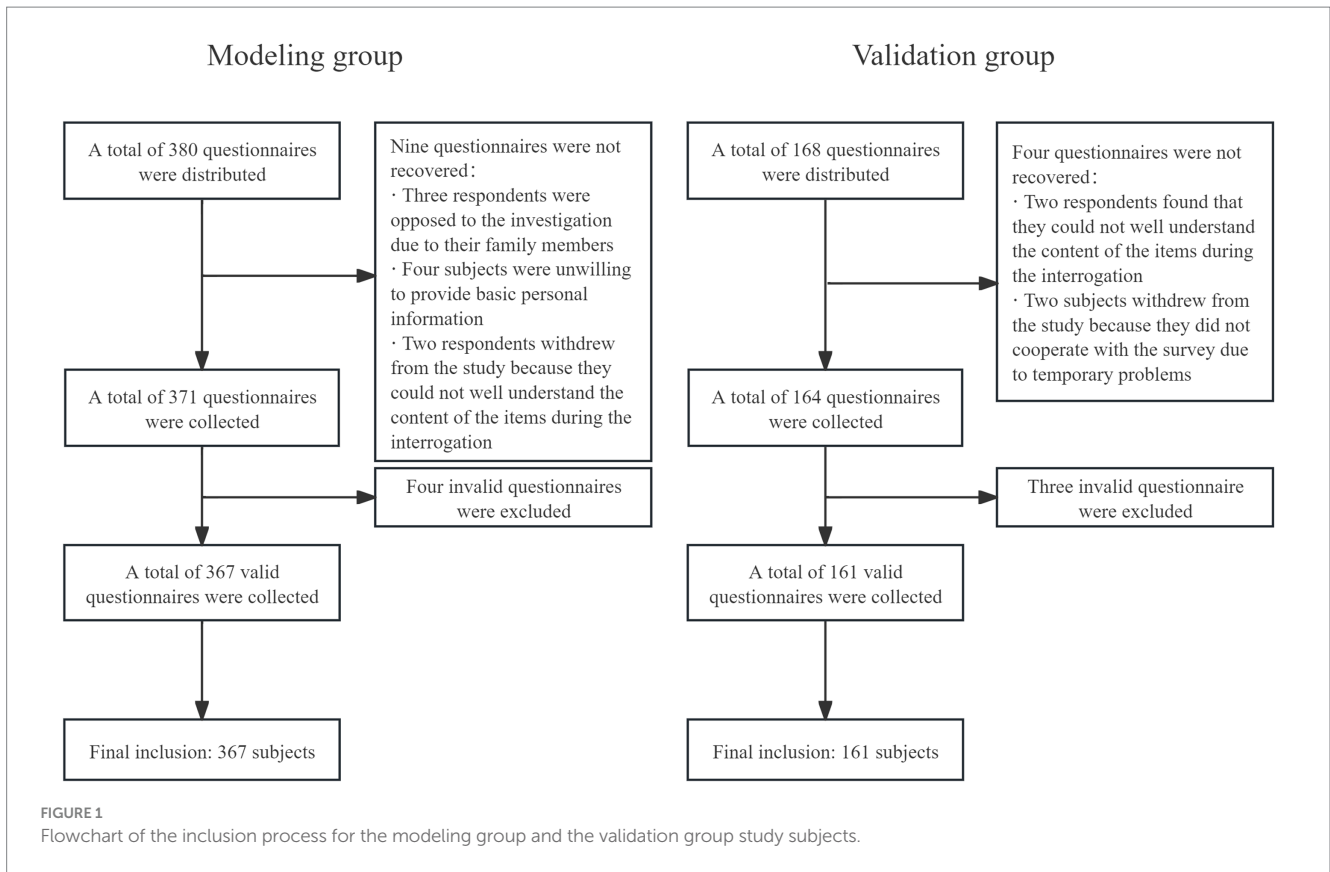 Modeling group
A total of 380 questionnaires
were distributed
Nine questionnaires were not
recovered:
· Three respondents were
opposed to the investigation
due to their family members
· Four subjects were unwilling
to provide basic personal
information
· Two respondents withdrew
from the study because they
could not well understand the
content of the items during the
interrogation
A total of 371 questionnaires
were collected
Four invalid questionnaires
were excluded
A total of 367 valid
questionnaires were collected
Final inclusion: 367 subjects
Validation group
A total of 168 questionnaires
were distributed
Four questionnaires were not
recovered:
· Two respondents found that
they could not well understand
the content of the items during
the interrogation
· Two subjects withdrew from
the study because they did not
cooperate with the survey due
to temporary problems
A total of 164 questionnaires
were collected
Three invalid questionnaire
were excluded
A total of 161 valid
questionnaires were collected
Final inclusion: 161 subjects
FIGURE 1
Flowchart of the inclusion process for the modeling group and the validation group study subjects.